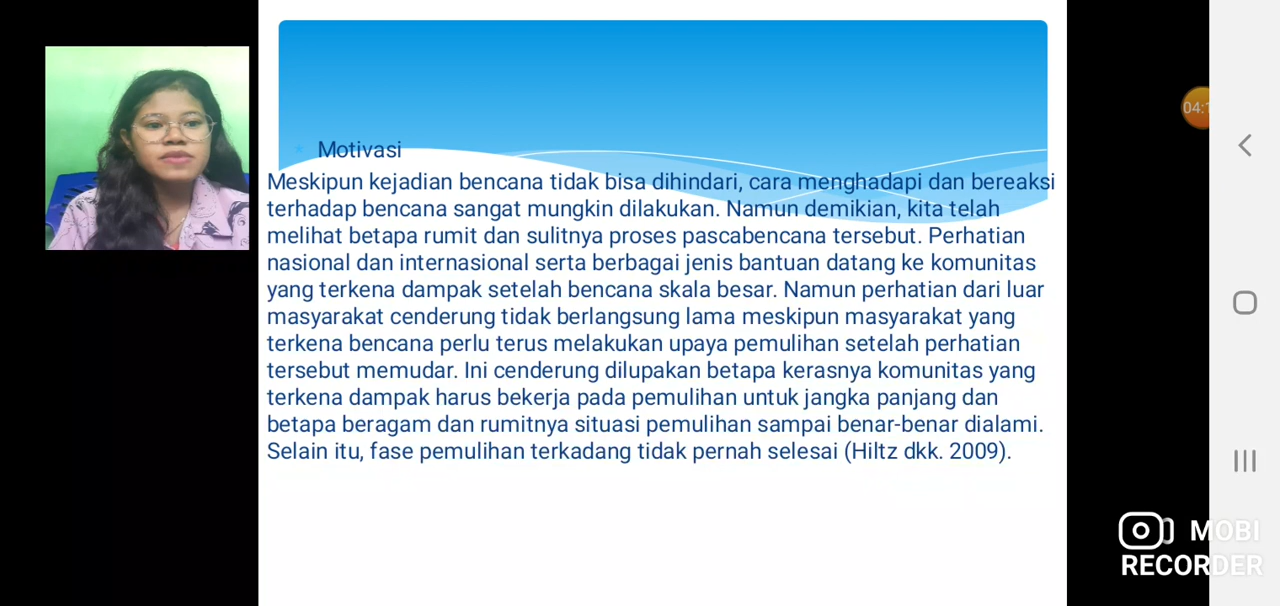 Motivasi
Meskipun kejadian bencana tidak bisa dihindari, cara menghadapi dan bereaksi
terhadap bencana sangat mungkin dilakukan. Namun demikian, kita telah
melihat betapa rumit dan sulitnya proses pascabencana tersebut. Perhatian
nasional dan internasional serta berbagai jenis bantuan datang ke komunitas
yang terkena dampak setelah bencana skala besar. Namun perhatian dari luar
masyarakat cenderung tidak berlangsung lama meskipun masyarakat yang
terkena bencana perlu terus melakukan upaya pemulihan setelah perhatian
tersebut memudar. Ini cenderung dilupakan betapa kerasnya komunitas yang
terkena dampak harus bekerja pada pemulihan untuk jangka panjang dan
betapa beragam dan rumitnya situasi pemulihan sampai benar-benar dialami.
Selain itu, fase pemulihan terkadang tidak pernah selesai (Hiltz dkk. 2009).
MOBI
RECORDER